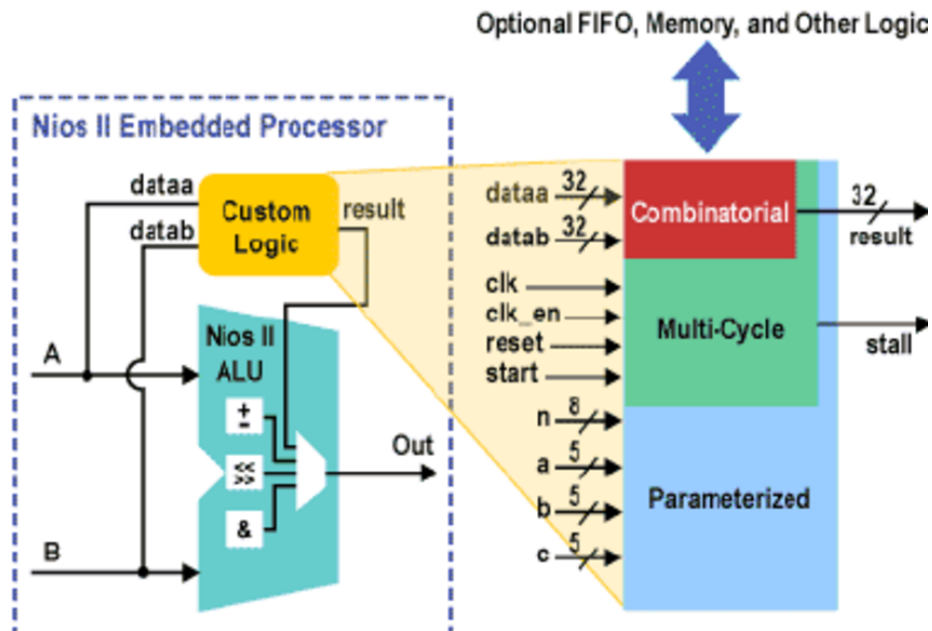 Optional FIFO, Memory, and Other Logic
Nios II Embedded Processor
dataa
datab
Custom
Logic
result
A
Nios II
ALU
+
-
<<
>>
&
Out
B
dataa 32
datab 32
clk
clk_en
reset
start
n 8
a 5
b 5
c 5
Combinatorial
Multi-Cycle
Parameterized
32
result
stall